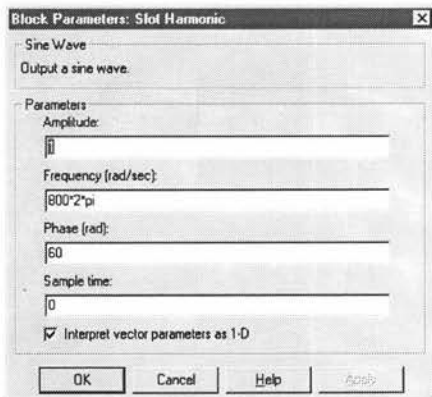 Block Parameters: Slot Harmonic
Sine Wave
Output a sine wave.
Parameters
Amplitude:
Frequency (rad/sec):
800*2*pi
Phase (rad):
60
Sample time:
0
Interpret vector parameters as 1-D
OK
Cancel
Help
Apply